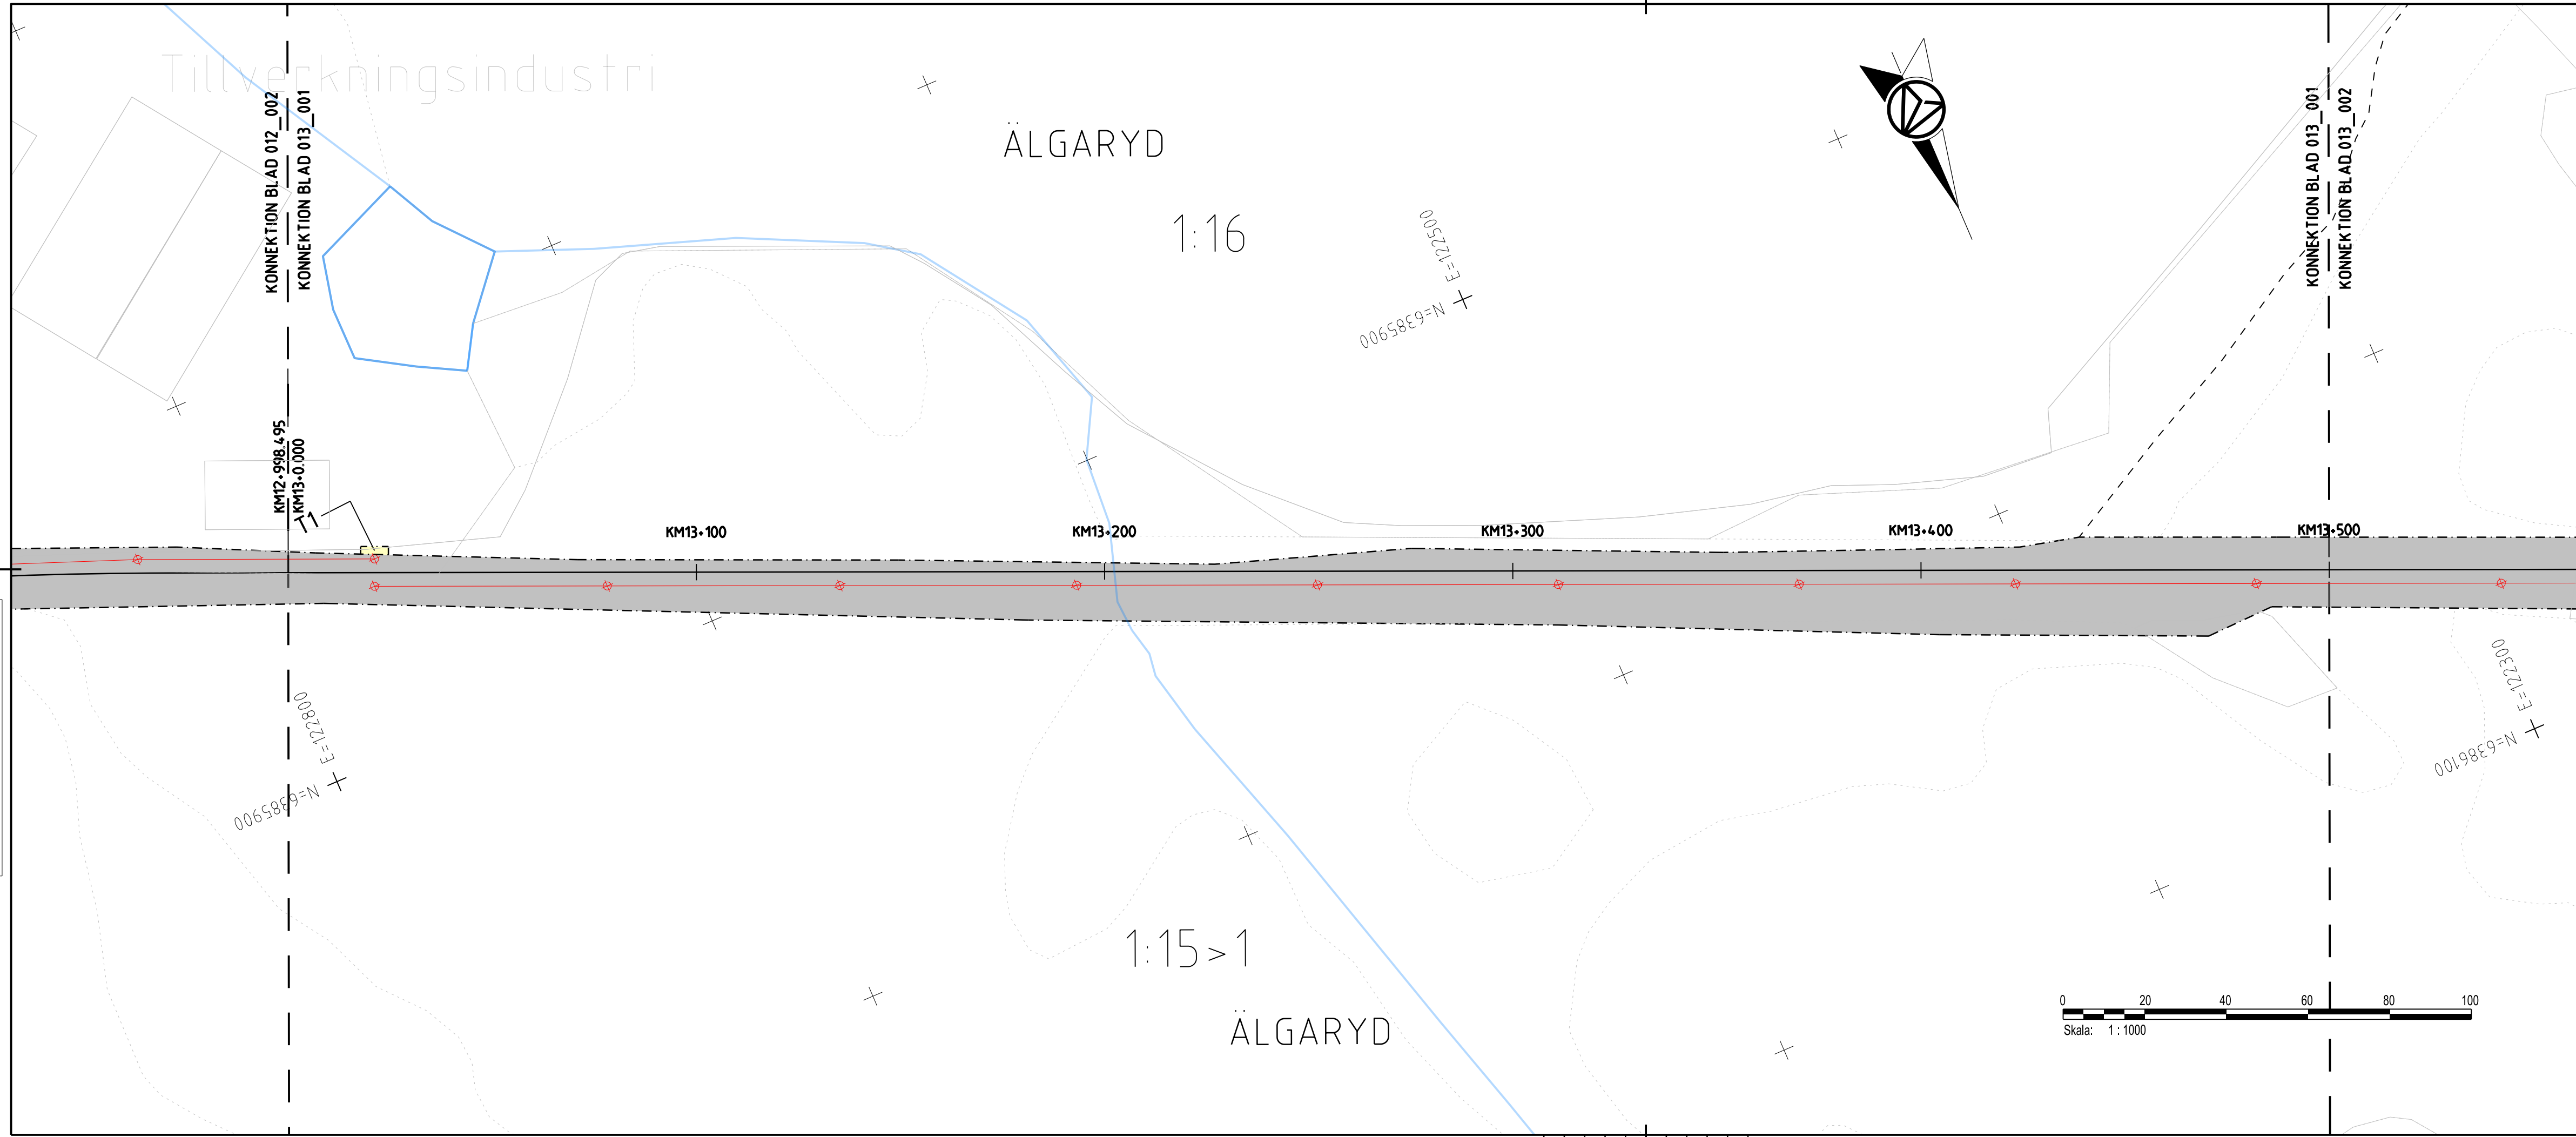 Tillverkningsindustri
KONNEKTION BLAD 012_002
KONNEKTION BLAD 013_001
ÄLGARYD
1:16
E=122500
N=6385900
KONNEKTION BLAD 013_001
KONNEKTION BLAD 013_002
KM12+998.495
KM13+0.000
T1
KM13+100
KM13+200
KM13+300
KM13+400
KM13+500
E=122800
N=6385900
E=122300
N=6386100
1:15>1
ÄLGARYD
0 20 40 60 80 100
Skala: 1 : 1000